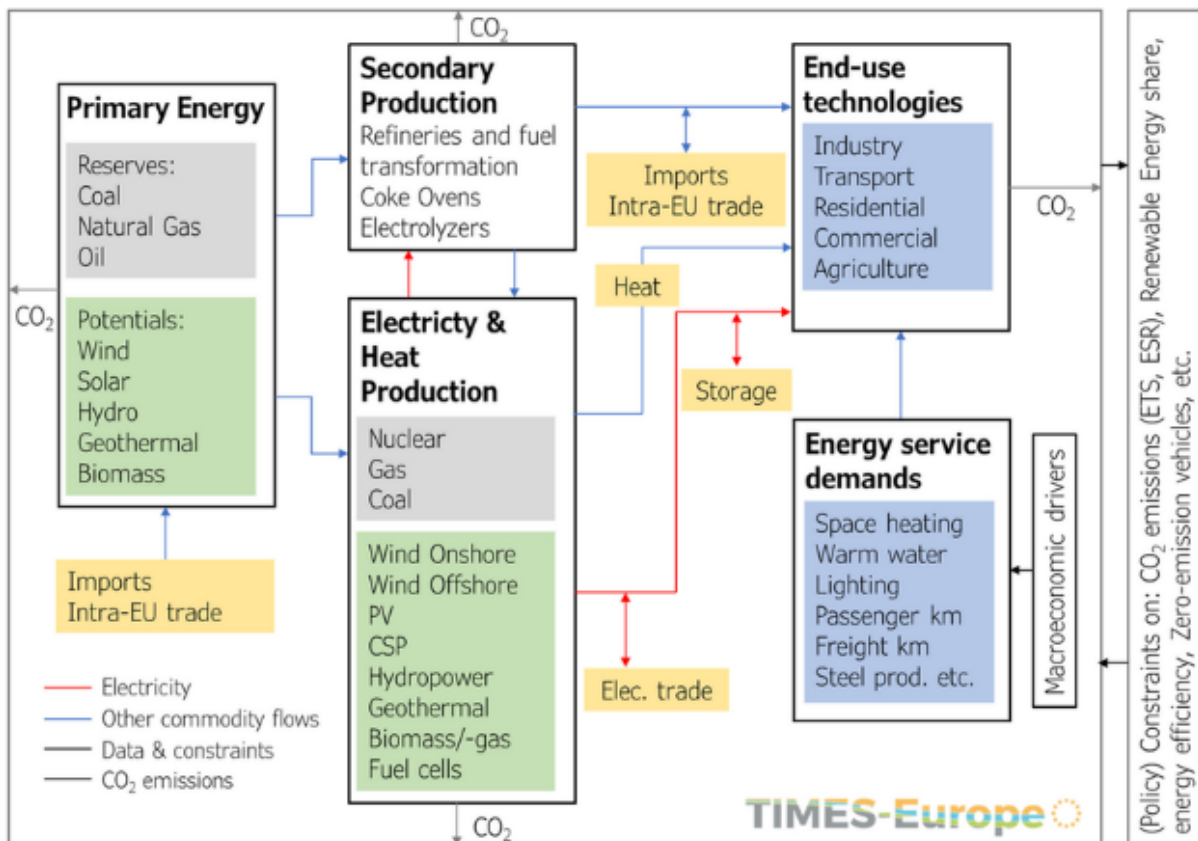 CO₂
Primary Energy
Reserves:
Coal
Natural Gas
Oil
Potentials:
Wind
Solar
Hydro
Geothermal
Biomass
CO₂
Imports
Intra-EU trade
Secondary
Production
Refineries and fuel
transformation
Coke Ovens
Electrolyzers
Electricty &
Heat
Production
Nuclear
Gas
Coal
Wind Onshore
Wind Offshore
PV
CSP
Hydropower
Geothermal
Biomass/-gas
Fuel cells
CO₂
Imports
Intra-EU trade
Heat
Storage
Elec. trade
End-use
technologies
Industry
Transport
Residential
Commercial
Agriculture
CO₂
Energy service
demands
Space heating
Warm water
Lighting
Passenger km
Freight km
Steel prod. etc.
Macroeconomic drivers
(Policy) Constraints on: CO₂ emissions (ETS, ESR), Renewable Energy share,
energy efficiency, Zero-emission vehicles, etc.
Electricity
Other commodity flows
Data & constraints
CO₂ emissions
TIMES-Europe